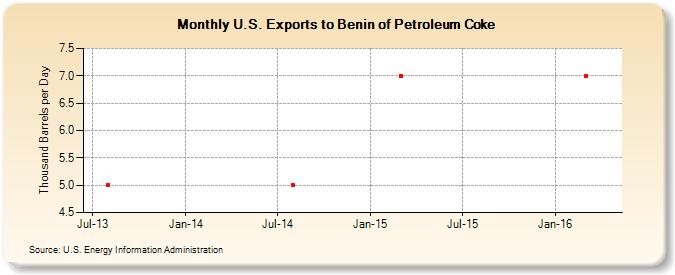 Monthly U.S. Exports to Benin of Petroleum Coke
Thousand Barrels per Day
7.5
7.0
6.5
6.0
5.5
5.0
4.5
Jul-13 Jan-14 Jul-14 Jan-15 Jul-15 Jan-16
Source: U.S. Energy Information Administration